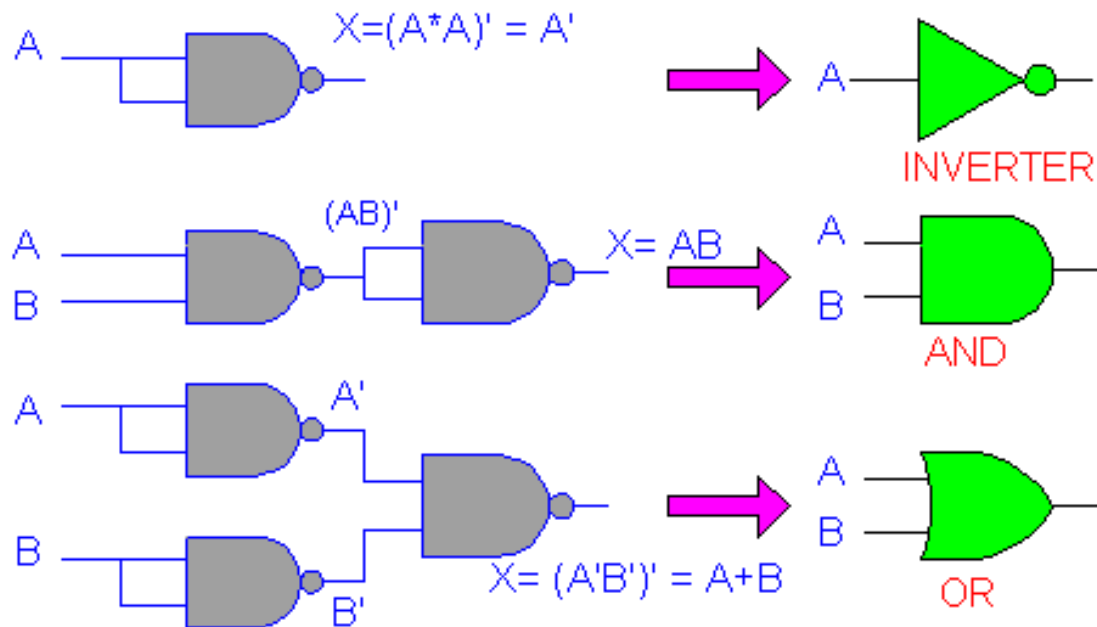 A
X=(A*A)' = A'
A
INVERTER
A
B
(AB)'
X= AB
A
B
AND
A
A'
B
B'
X= (A'B')' = A+B
A
B
OR